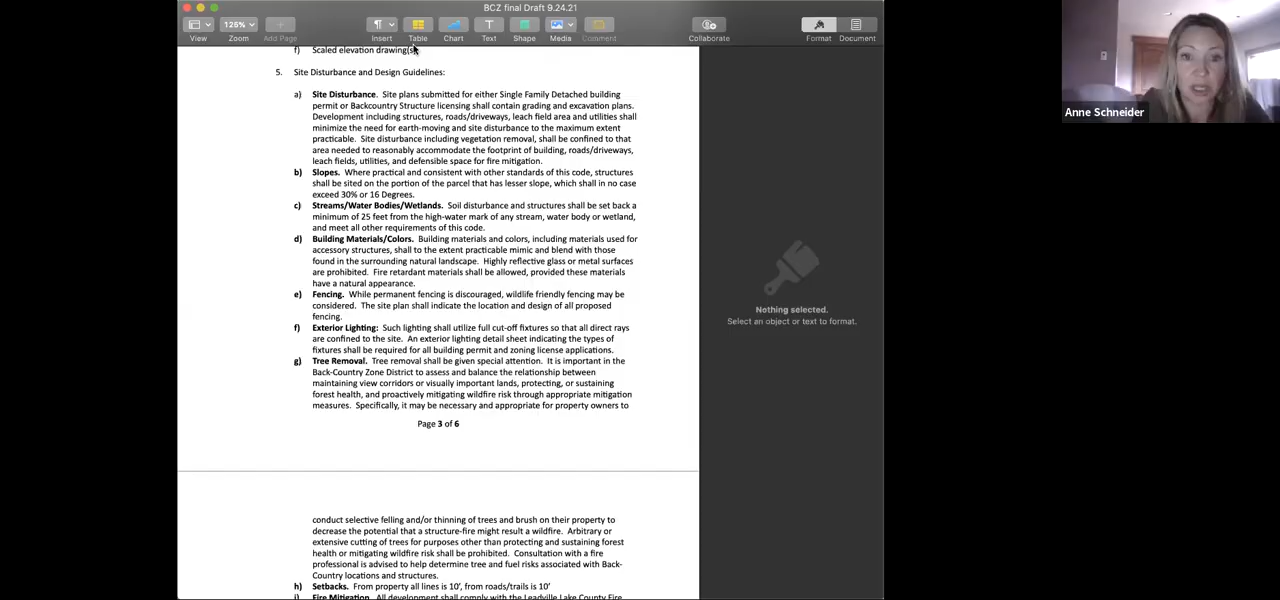 BCZ final Draft 9.24.21
125%
View
Zoom
Add Page
Insert
Table
Chart
Text
Shape
Media
Comment
Collaborate
Format
Document
f) Scaled elevation drawing(s)
5. Site Disturbance and Design Guidelines:
a) Site Disturbance. Site plans submitted for either Single Family Detached building
permit or Backcountry Structure licensing shall contain grading and excavation plans.
Development including structures, roads/driveways, leach field area and utilities shall
minimize the need for earth-moving and site disturbance to the maximum extent
practicable. Site disturbance including vegetation removal, shall be confined to that
area needed to reasonably accommodate the footprint of building, roads/driveways,
leach fields, utilities, and defensible space for fire mitigation.
b) Slopes. Where practical and consistent with other standards of this code, structures
shall be sited on the portion of the parcel that has lesser slope, which shall in no case
exceed 30% or 16 Degrees.
c) Streams/Water Bodies/Wetlands. Soil disturbance and structures shall be set back a
minimum of 25 feet from the high-water mark of any stream, water body or wetland,
and meet all other requirements of this code.
d) Building Materials/Colors. Building materials and colors, including materials used for
accessory structures, shall to the extent practicable mimic and blend with those
found in the surrounding natural landscape. Highly reflective glass or metal surfaces
are prohibited. Fire retardant materials shall be allowed, provided these materials
have a natural appearance.
e) Fencing. While permanent fencing is discouraged, wildlife friendly fencing may be
considered. The site plan shall indicate the location and design of all proposed
fencing.
f) Exterior Lighting: Such lighting shall utilize full cut-off fixtures so that all direct rays
are confined to the site. An exterior lighting detail sheet indicating the types of
fixtures shall be required for all building permit and zoning license applications.
g) Tree Removal. Tree removal shall be given special attention. It is important in the
Back-Country Zone District to assess and balance the relationship between
maintaining view corridors or visually important lands, protecting, or sustaining
forest health, and proactively mitigating wildfire risk through appropriate mitigation
measures. Specifically, it may be necessary and appropriate for property owners to
Page 3 of 6
conduct selective felling and/or thinning of trees and brush on their property to
decrease the potential that a structure-fire might result a wildfire. Arbitrary or
extensive cutting of trees for purposes other than protecting and sustaining forest
health or mitigating wildfire risk shall be prohibited. Consultation with a fire
professional is advised to help determine tree and fuel risks associated with Back-
Country locations and structures.
h) Setbacks. From property all lines is 10', from roads/trails is 10'
i) Fire Mitigation. All development shall comply with the Leadville Lake County Fire
Nothing selected.
Select an object or text to format.
Anne Schneider